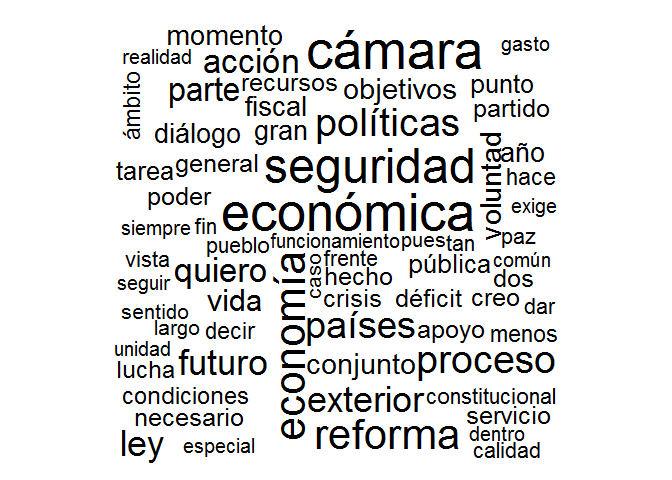 momento
cámara
gasto
realidad
acción
ámbito
parte
recursos
objetivos
punto
fiscal
partido
diálogo
gran
políticas
voluntad
año
tarea
general
seguridad
hace
poder
económica
exige
siempre
fin
pueblo
funcionamiento
pues
tan
paz
vista
quiero
economía
caso
frente
pública
común
seguir
hecho
dos
vida
crisis
déficit
creo
dar
sentido
largo
decir
países
apoyo
menos
unidad
lucha
futuro
conjunto
proceso
condiciones
exterior
constitucional
necesario
servicio
ley
especial
reforma
dentro
calidad